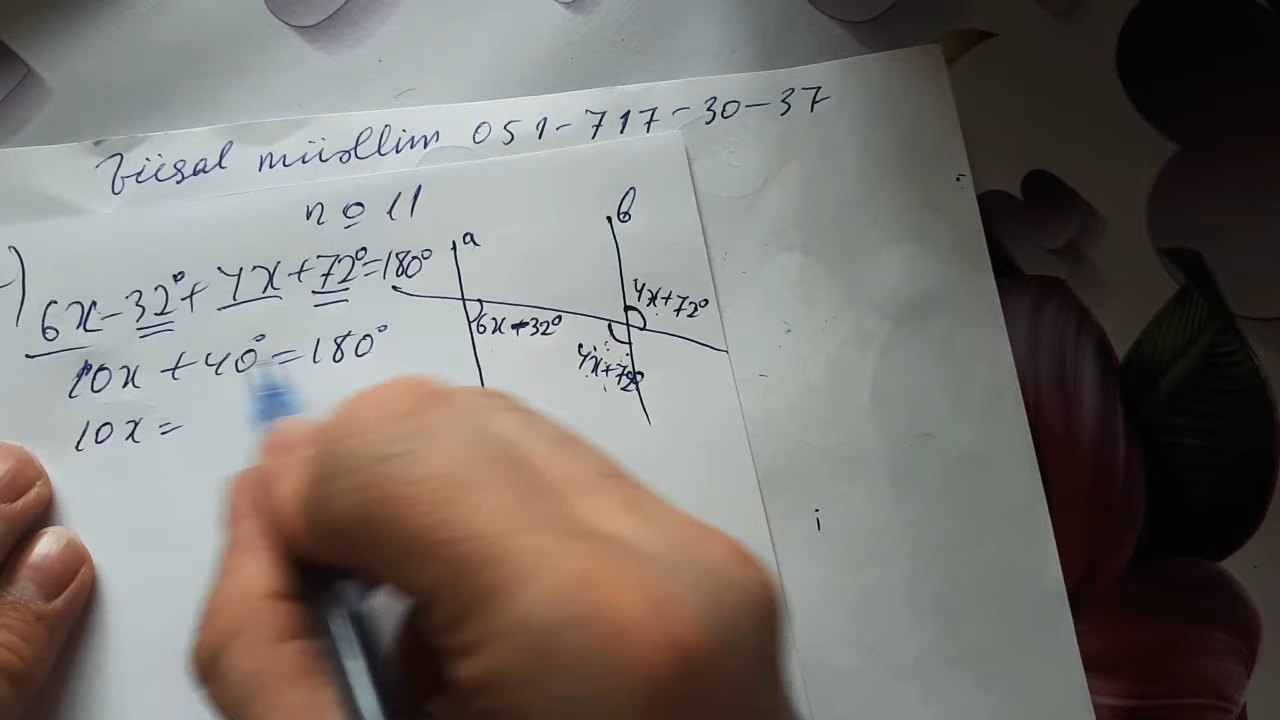 Vüsal müəllim 051-717-30-37
n o 11
6x-32°+4x+72°=180°
10x+40°=180°
10x=
a
b
6x-32°
4x+72°
4x+72°